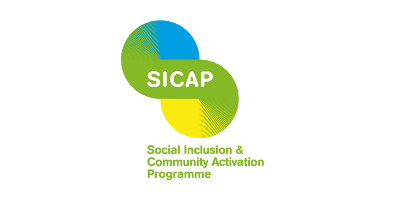 SICAP
Social Inclusion &
Community Activation
Programme